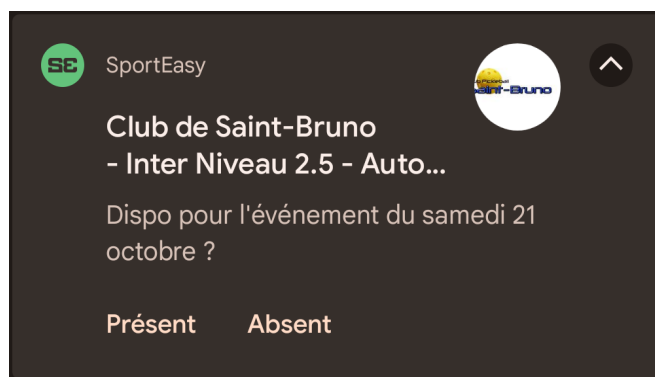 SE
SportEasy
Saint-Bruno
Club de Saint-Bruno
- Inter Niveau 2.5 - Auto...
Dispo pour l'événement du samedi 21
octobre ?
Présent Absent